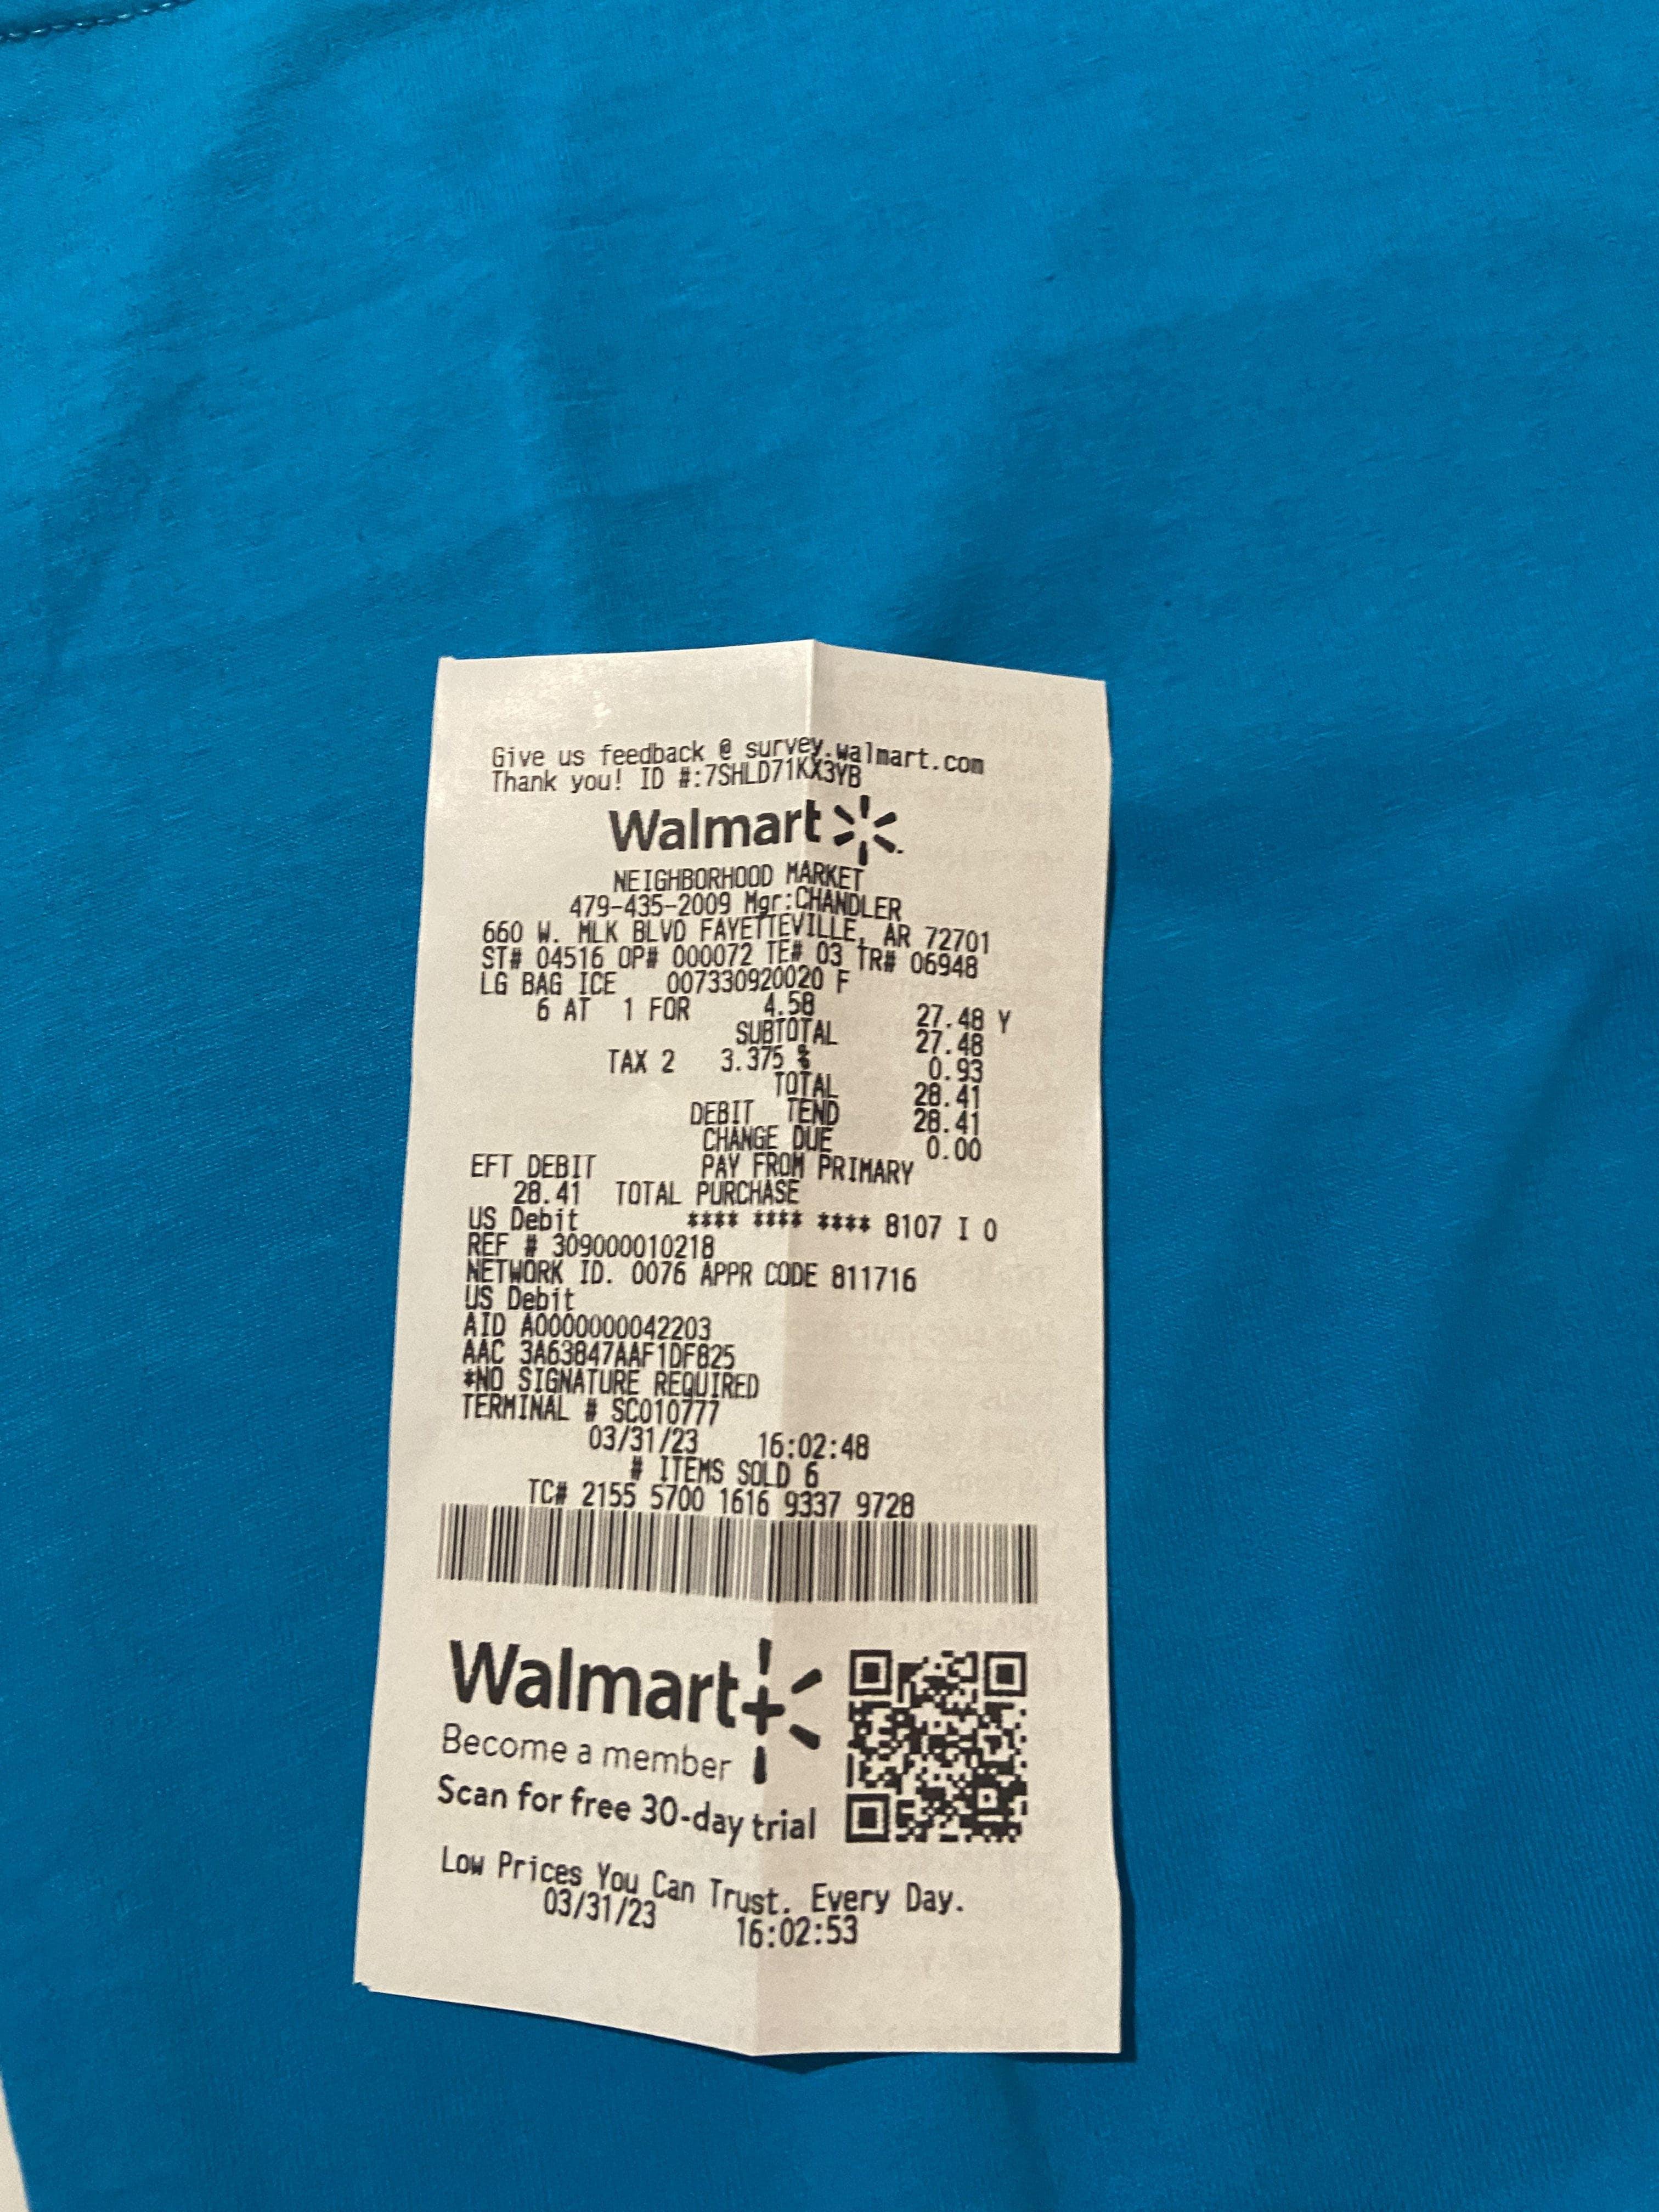 Give us feedback @ survey.walmart.com
Thank you! ID #:7SHLD71KX3YB
Walmart
NEIGHBORHOOD MARKET
479-435-2009 Mgr:CHANDLER
660 W. MLK BLVD FAYETTEVILLE, AR 72701
ST# 04516 OP# 000072 TE# 03 TR# 06948
LG BAG ICE 007330920020 F
6 AT 1 FOR 4.58 27.48 Y
SUBTOTAL 27.48
TAX 2 3.375 % 0.93
TOTAL 28.41
DEBIT TEND 28.41
CHANGE DUE 0.00
EFT DEBIT PAY FROM PRIMARY
28.41 TOTAL PURCHASE
US Debit **** **** **** 8107 I 0
REF # 309000010218
NETWORK ID. 0076 APPR CODE 811716
US Debit
AID A0000000042203
AAC 3A63847AAF1DF825
*NO SIGNATURE REQUIRED
TERMINAL # SC010777
03/31/23 16:02:48
# ITEMS SOLD 6
TC# 2155 5700 1616 9337 9728
Walmart+
Become a member
Scan for free 30-day trial
Low Prices You Can Trust. Every Day.
03/31/23 16:02:53